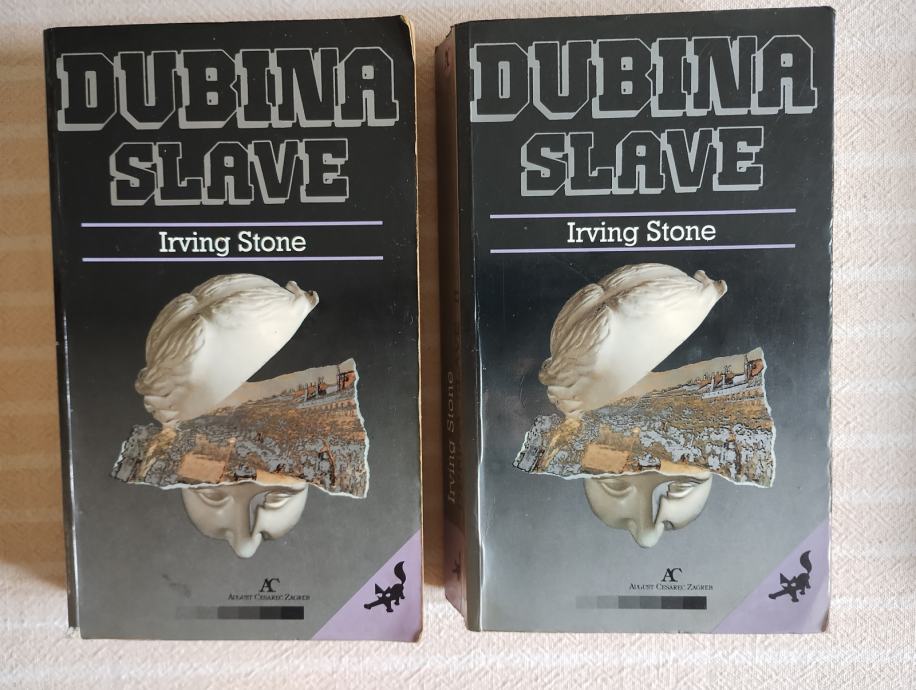 DUBINA
SLAVE
Irving Stone
AC
AUGUST CESAREC ZAGREB
DUBINA
SLAVE
Irving Stone
AC
AUGUST CESAREC ZAGREB
Irving Stone